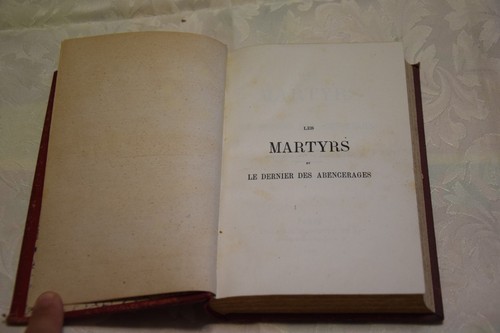 LES
MARTYRS
ET
LE DERNIER DES ABENCERAGES